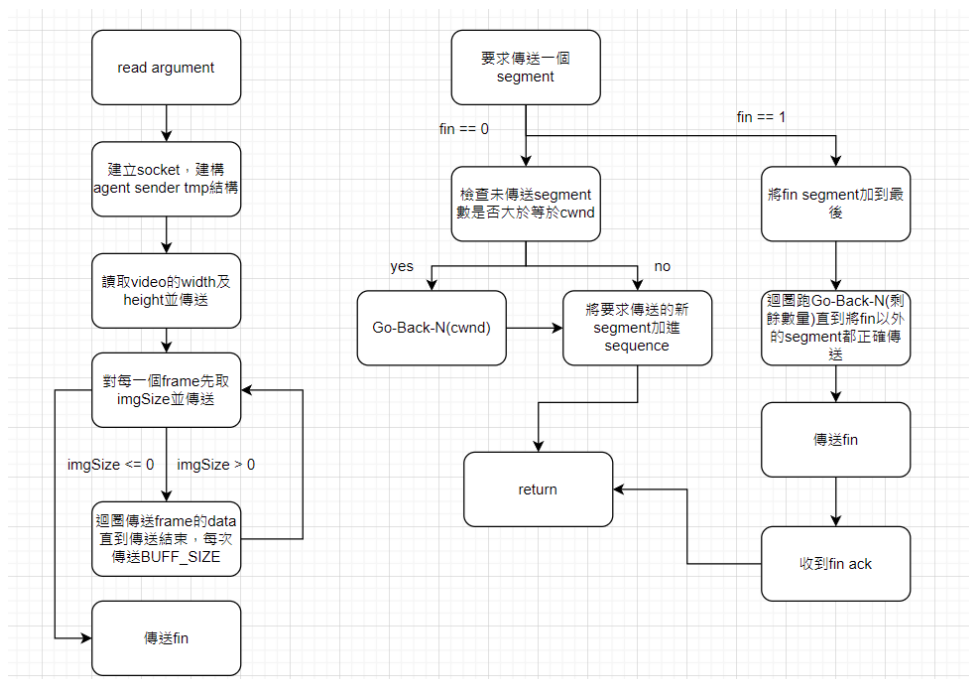 read argument
建立socket，建構
agent sender tmp結構
讀取video的width及
height並傳送
對每一個frame先取
imgSize並傳送
imgSize <= 0
imgSize > 0
迴圈傳送frame的data
直到傳送結束，每次
傳送BUFF_SIZE
傳送fin
要求傳送一個
segment
fin == 0
fin == 1
檢查未傳送segment
數是否大於等於cwnd
yes
no
Go-Back-N(cwnd)
將要求傳送的新
segment加進
sequence
return
將fin segment加到最
後
迴圈跑Go-Back-N(剩
餘數量)直到將fin以外
的segment都正確傳
送
傳送fin
收到fin ack